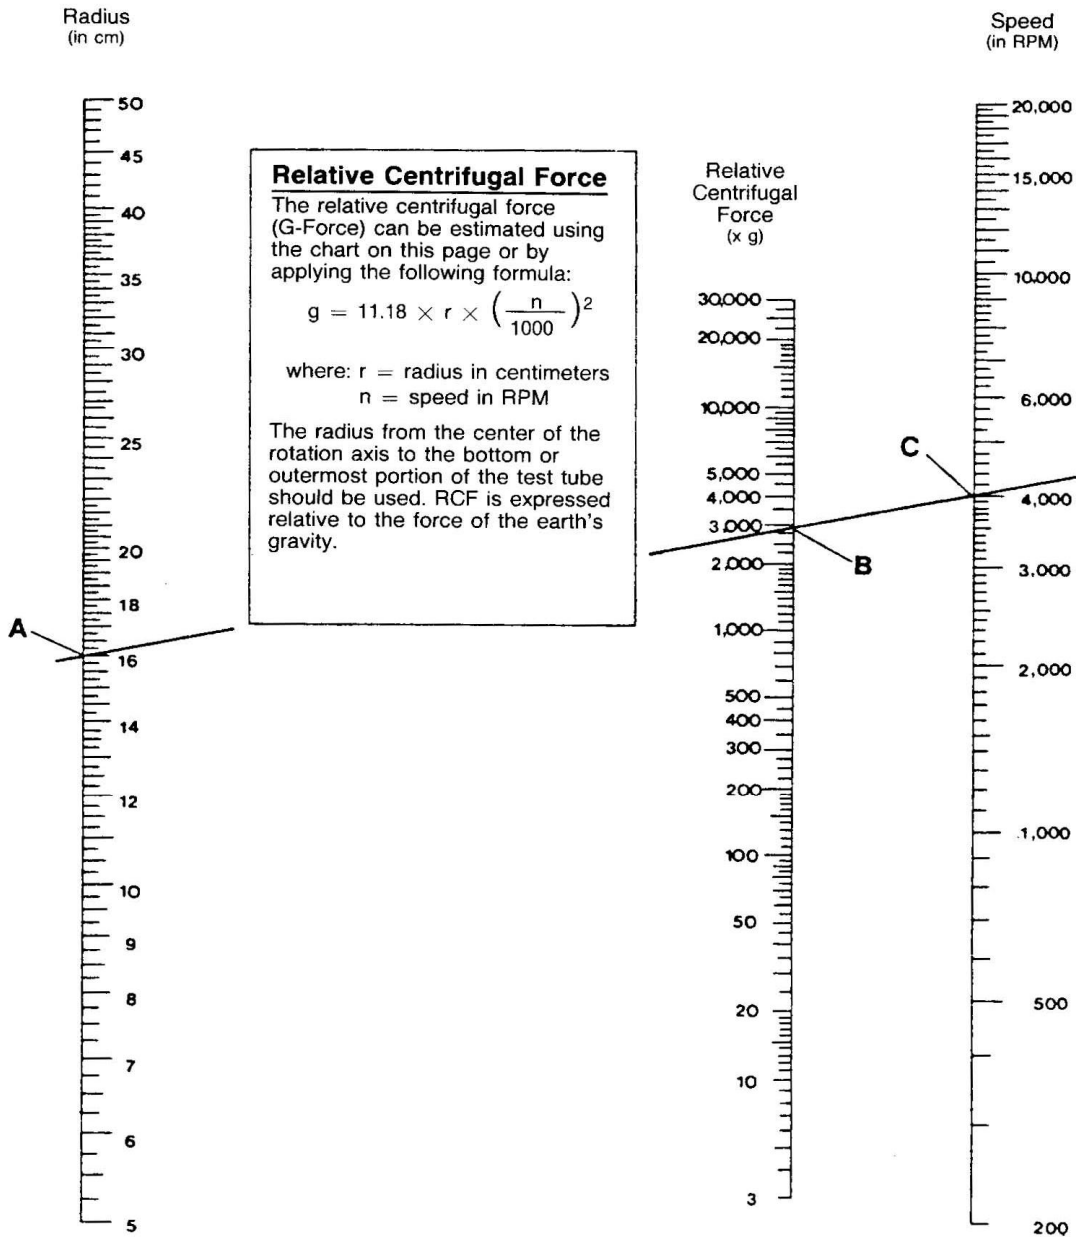 Radius
(in cm)
50
45
40
35
30
25
20
18
A
16
14
12
10
9
8
7
6
5
Relative Centrifugal Force
The relative centrifugal force
(G-Force) can be estimated using
the chart on this page or by
applying the following formula:
g = 11.18 × r × (n/1000)²
where: r = radius in centimeters
n = speed in RPM
The radius from the center of the
rotation axis to the bottom or
outermost portion of the test tube
should be used. RCF is expressed
relative to the force of the earth's
gravity.
Relative
Centrifugal
Force
(x g)
30,000
20,000
10,000
5,000
4,000
3,000
B
2,000
1,000
500
400
300
200
100
50
20
10
3
Speed
(in RPM)
20,000
15,000
10.000
6,000
C
4,000
3.000
2,000
1,000
500
200